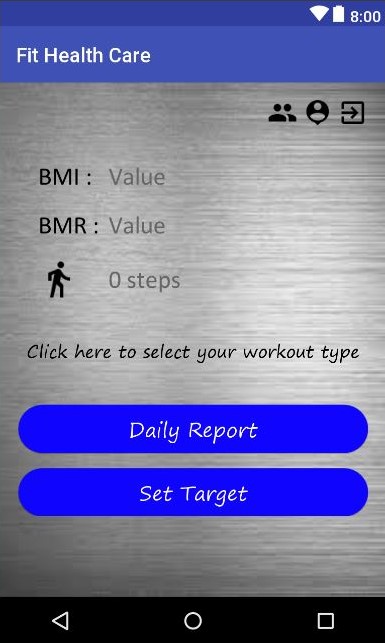 8:00
Fit Health Care
BMI : Value
BMR : Value
0 steps
Click here to select your workout type
Daily Report
Set Target